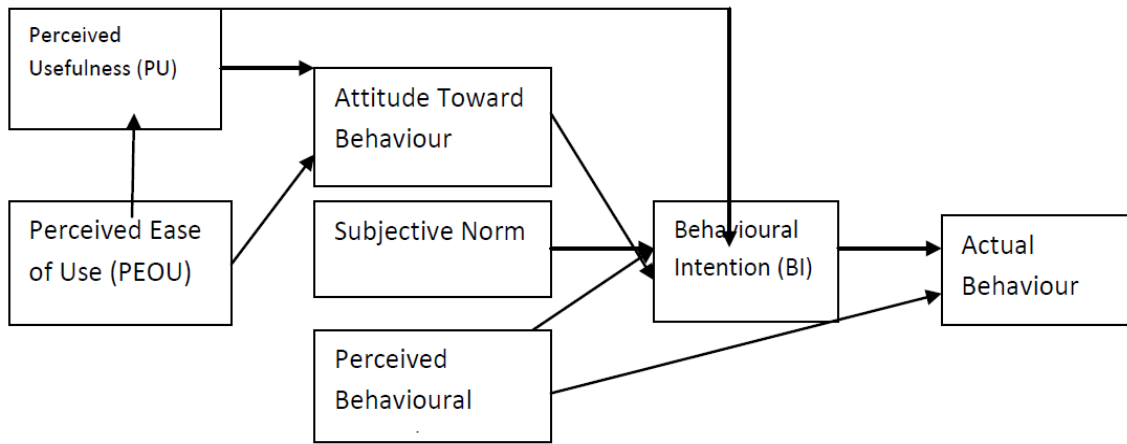 Perceived
Usefulness (PU)
Attitude Toward
Behaviour
Perceived Ease
of Use (PEOU)
Subjective Norm
Behavioural
Intention (BI)
Actual
Behaviour
Perceived
Behavioural